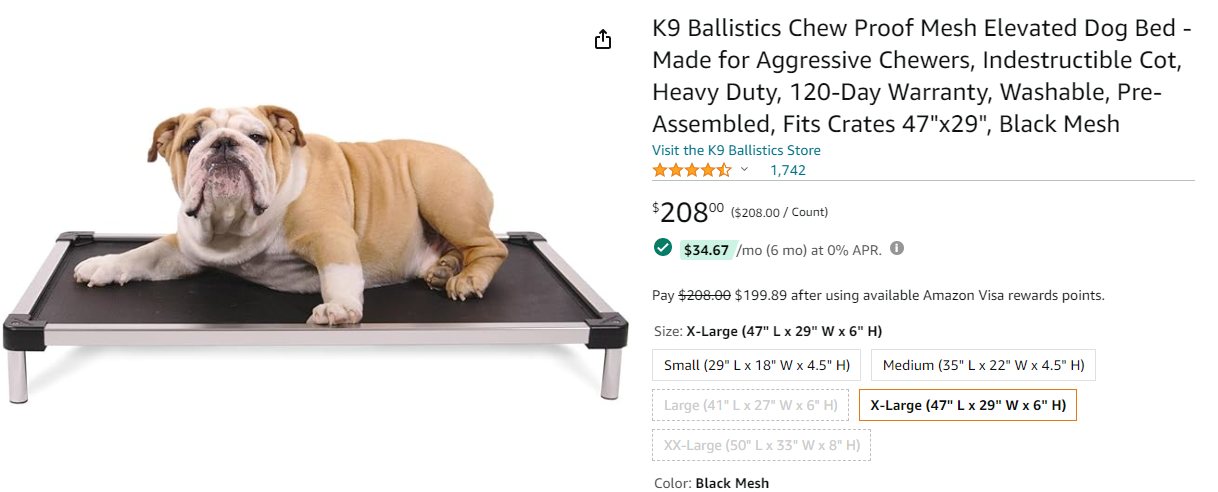 K9 Ballistics Chew Proof Mesh Elevated Dog Bed -
Made for Aggressive Chewers, Indestructible Cot,
Heavy Duty, 120-Day Warranty, Washable, Pre-
Assembled, Fits Crates 47"x29", Black Mesh
Visit the K9 Ballistics Store
1,742
$20800 ($208.00 / Count)
$34.67 /mo (6 mo) at 0% APR.
Pay $208.00 $199.89 after using available Amazon Visa rewards points.
Size: X-Large (47" L x 29" W x 6" H)
Small (29" L x 18" W x 4.5" H) Medium (35" L x 22" W x 4.5" H)
Large (41" L x 27" W x 6" H) X-Large (47" L x 29" W x 6" H)
XX-Large (50" L x 33" W x 8" H)
Color: Black Mesh